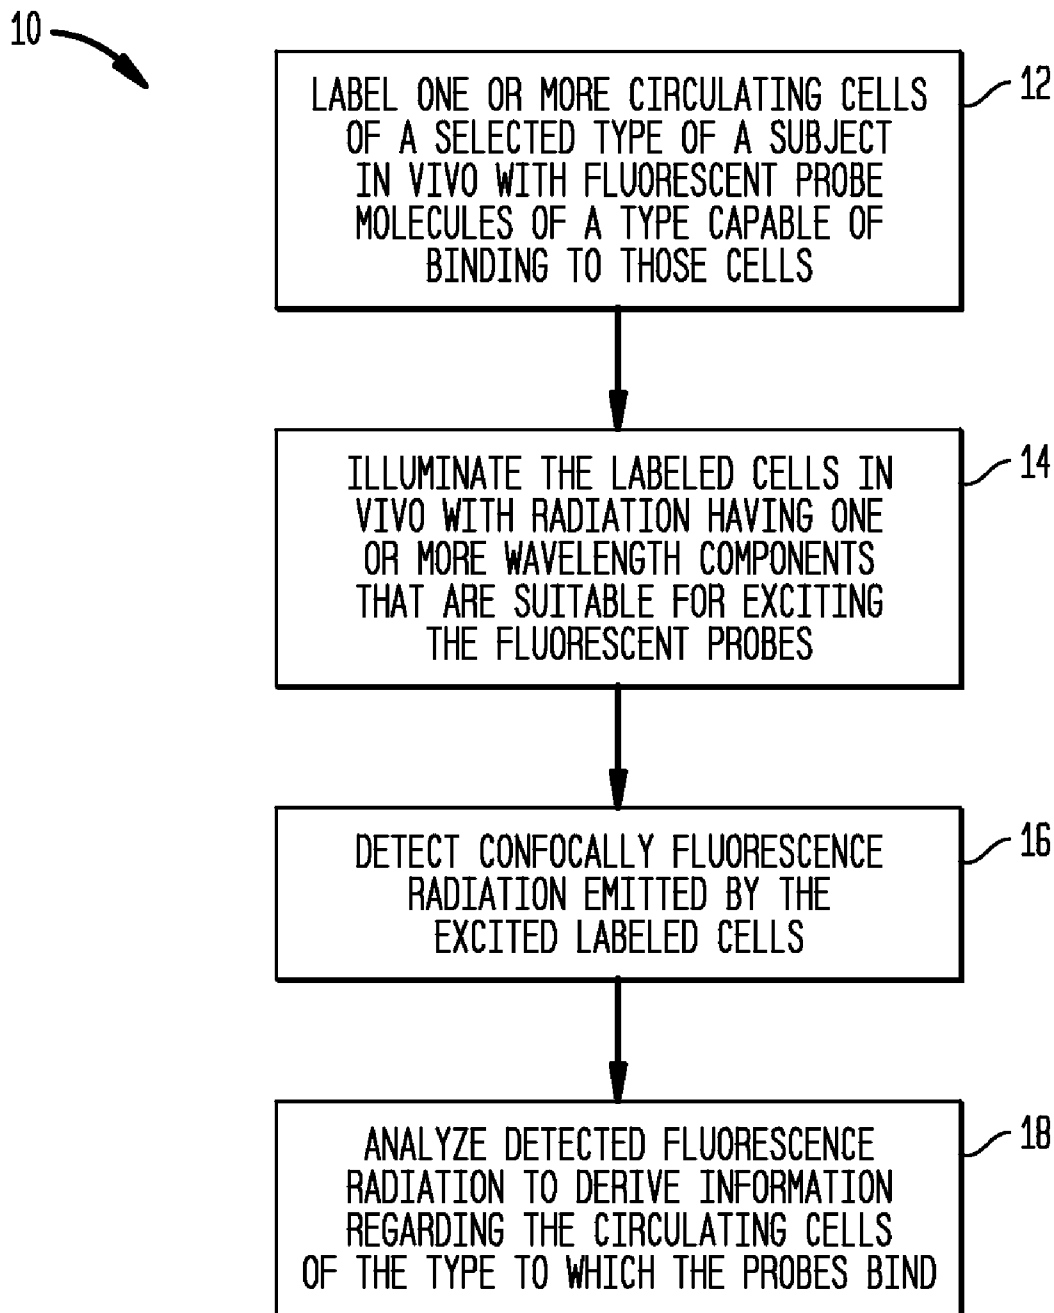 10
LABEL ONE OR MORE CIRCULATING CELLS
OF A SELECTED TYPE OF A SUBJECT
IN VIVO WITH FLUORESCENT PROBE
MOLECULES OF A TYPE CAPABLE OF
BINDING TO THOSE CELLS
12
ILLUMINATE THE LABELED CELLS IN
VIVO WITH RADIATION HAVING ONE
OR MORE WAVELENGTH COMPONENTS
THAT ARE SUITABLE FOR EXCITING
THE FLUORESCENT PROBES
14
DETECT CONFOCALLY FLUORESCENCE
RADIATION EMITTED BY THE
EXCITED LABELED CELLS
16
ANALYZE DETECTED FLUORESCENCE
RADIATION TO DERIVE INFORMATION
REGARDING THE CIRCULATING CELLS
OF THE TYPE TO WHICH THE PROBES BIND
18